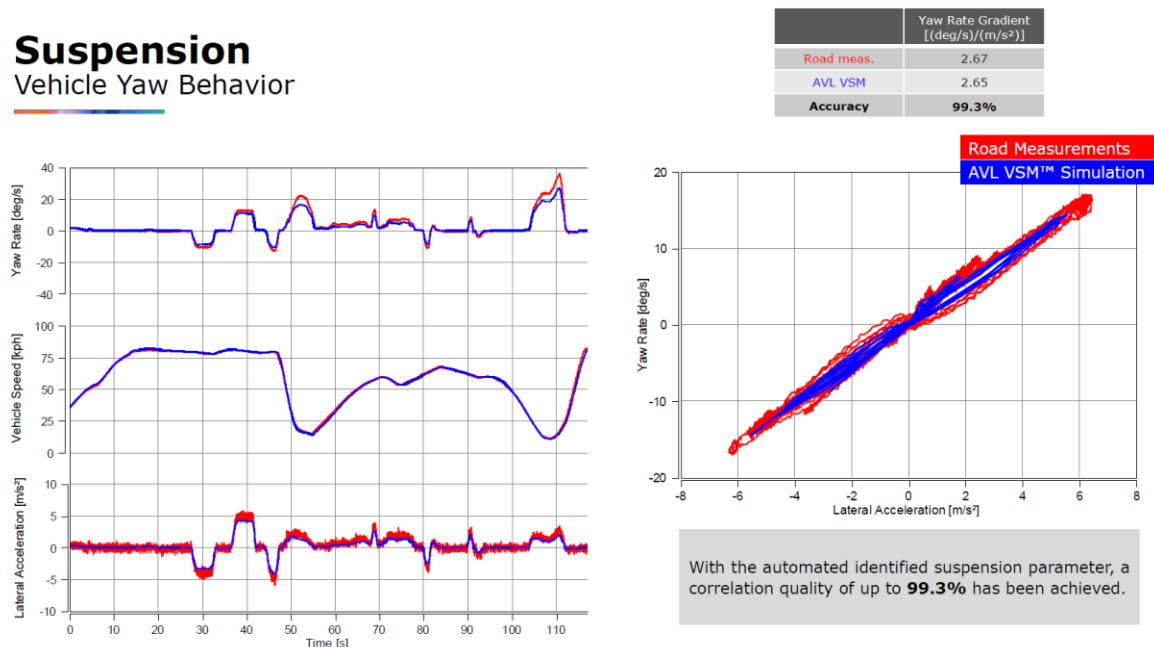 Suspension
Vehicle Yaw Behavior
Yaw Rate Gradient
[(deg/s)/(m/s²)]
Road meas. 2.67
AVL VSM 2.65
Accuracy 99.3%
40
20
0
-20
-40
Yaw Rate [deg/s]
100
75
50
25
0
Vehicle Speed [kph]
10
5
0
-5
-10
Lateral Acceleration [m/s²]
0 10 20 30 40 50 60 70 80 90 100 110
Time [s]
Road Measurements
AVL VSM™ Simulation
20
10
0
-10
-20
Yaw Rate [deg/s]
-8 -6 -4 -2 0 2 4 6 8
Lateral Acceleration [m/s²]
With the automated identified suspension parameter, a
correlation quality of up to 99.3% has been achieved.